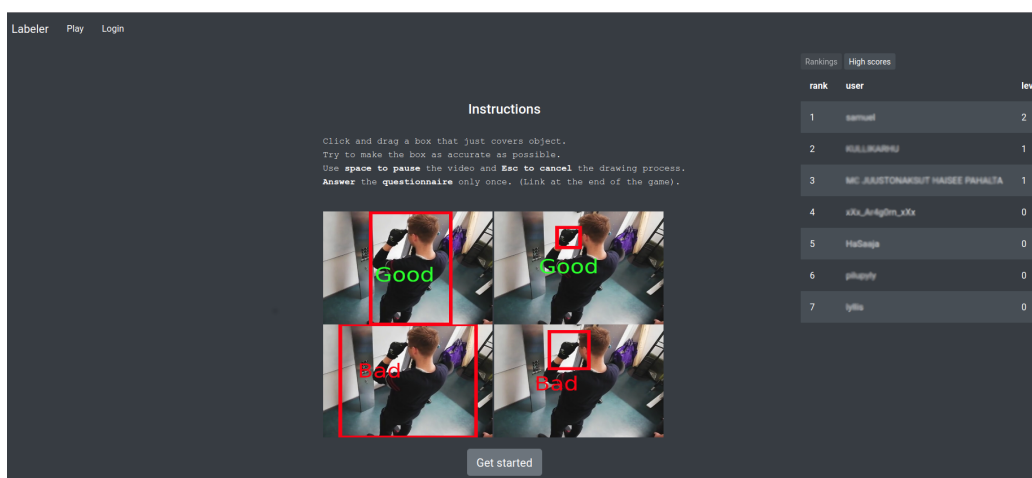 Labeler Play Login
Rankings High scores
rank user lev
1 samuel 2
2 KULLIKARHU 1
3 MC JUUSTONAKSUT HAISEE PAHALTA 1
4 xXx_Ar4g0rn_xXx 0
5 HaSaaja 0
6 0
7 0
Instructions
Click and drag a box that just covers object.
Try to make the box as accurate as possible.
Use space to pause the video and Esc to cancel the drawing process.
Answer the questionnaire only once. (Link at the end of the game).
Good Good
Bad Bad
Get started